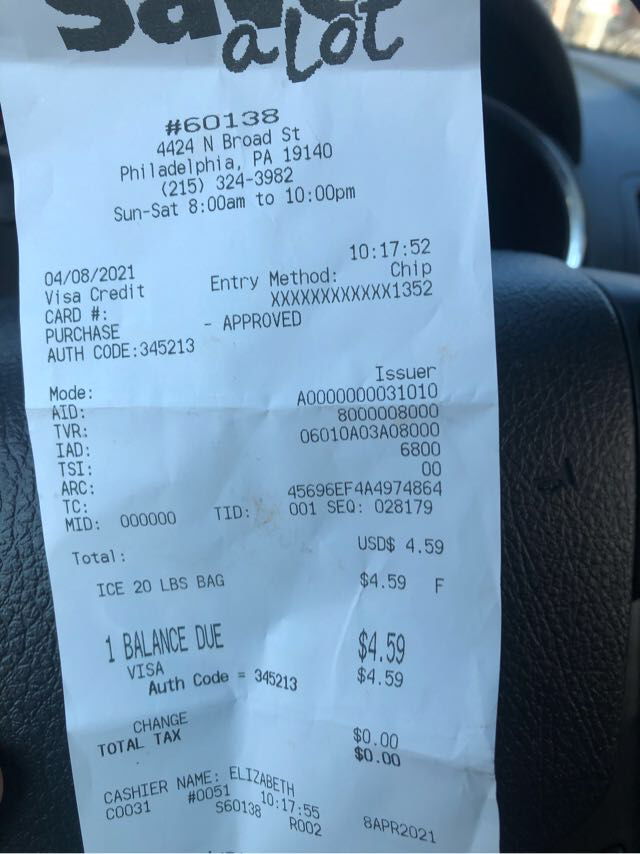 Save
a lot
#60138
4424 N Broad St
Philadelphia, PA 19140
(215) 324-3982
Sun-Sat 8:00am to 10:00pm
04/08/2021 10:17:52
Visa Credit Entry Method: Chip
CARD #: XXXXXXXXXXXX1352
PURCHASE - APPROVED
AUTH CODE:345213
Mode: Issuer
AID: A0000000031010
TVR: 8000008000
IAD: 06010A03A08000
TSI: 6800
ARC: 00
TC: 45696EF4A4974864
MID: 000000 TID: 001 SEQ: 028179
Total: USD$ 4.59
ICE 20 LBS BAG $4.59 F
1 BALANCE DUE $4.59
VISA $4.59
Auth Code = 345213
CHANGE $0.00
TOTAL TAX $0.00
CASHIER NAME: ELIZABETH
C0031 #0051 10:17:55 8APR2021
S60138 R002